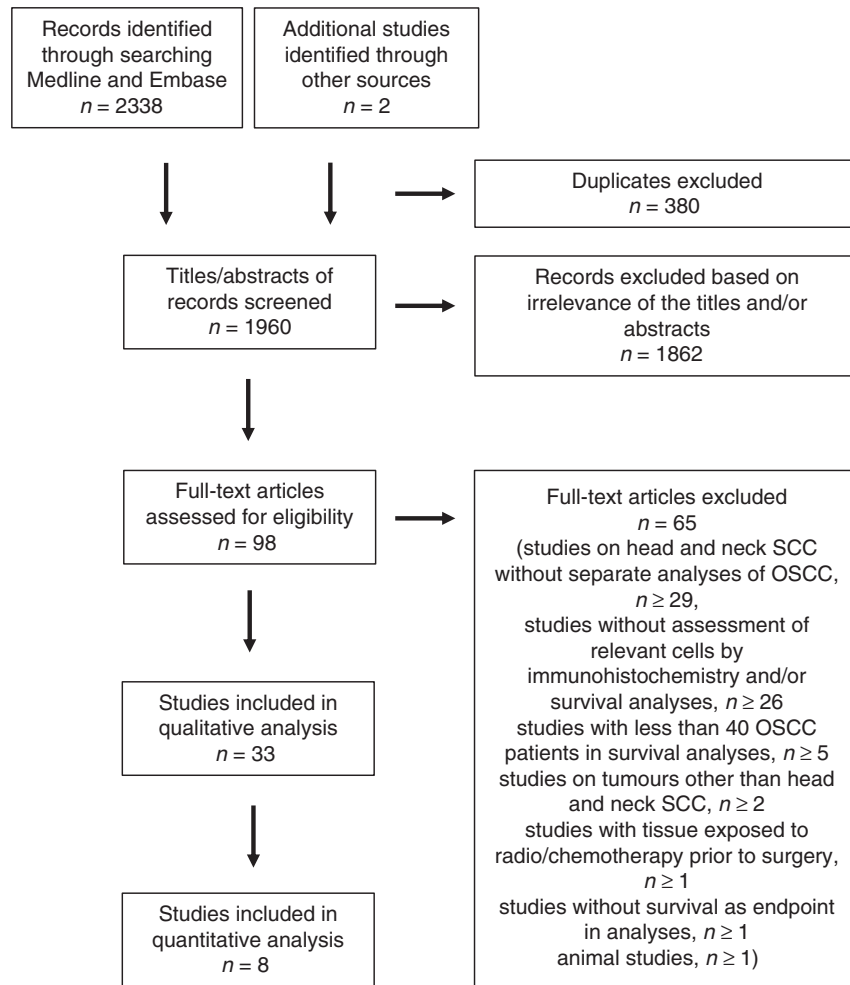 Records identified
through searching
Medline and Embase
n = 2338
Additional studies
identified through
other sources
n = 2
Duplicates excluded
n = 380
Titles/abstracts of
records screened
n = 1960
Records excluded based on
irrelevance of the titles and/or
abstracts
n = 1862
Full-text articles
assessed for eligibility
n = 98
Full-text articles excluded
n = 65
(studies on head and neck SCC
without separate analyses of OSCC,
n ≥ 29,
studies without assessment of
relevant cells by
immunohistochemistry and/or
survival analyses, n ≥ 26
studies with less than 40 OSCC
patients in survival analyses, n ≥ 5
studies on tumours other than head
and neck SCC, n ≥ 2
studies with tissue exposed to
radio/chemotherapy prior to surgery,
n ≥ 1
studies without survival as endpoint
in analyses, n ≥ 1
animal studies, n ≥ 1)
Studies included in
qualitative analysis
n = 33
Studies included in
quantitative analysis
n = 8